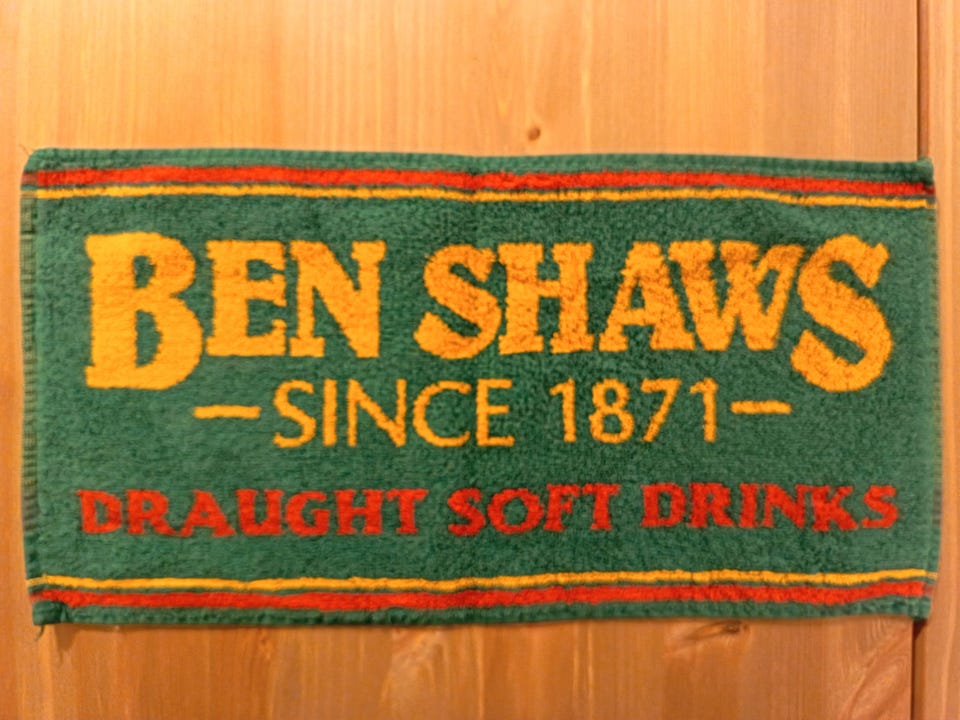 BEN SHAWS
—SINCE 1871—
DRAUGHT SOFT DRINKS